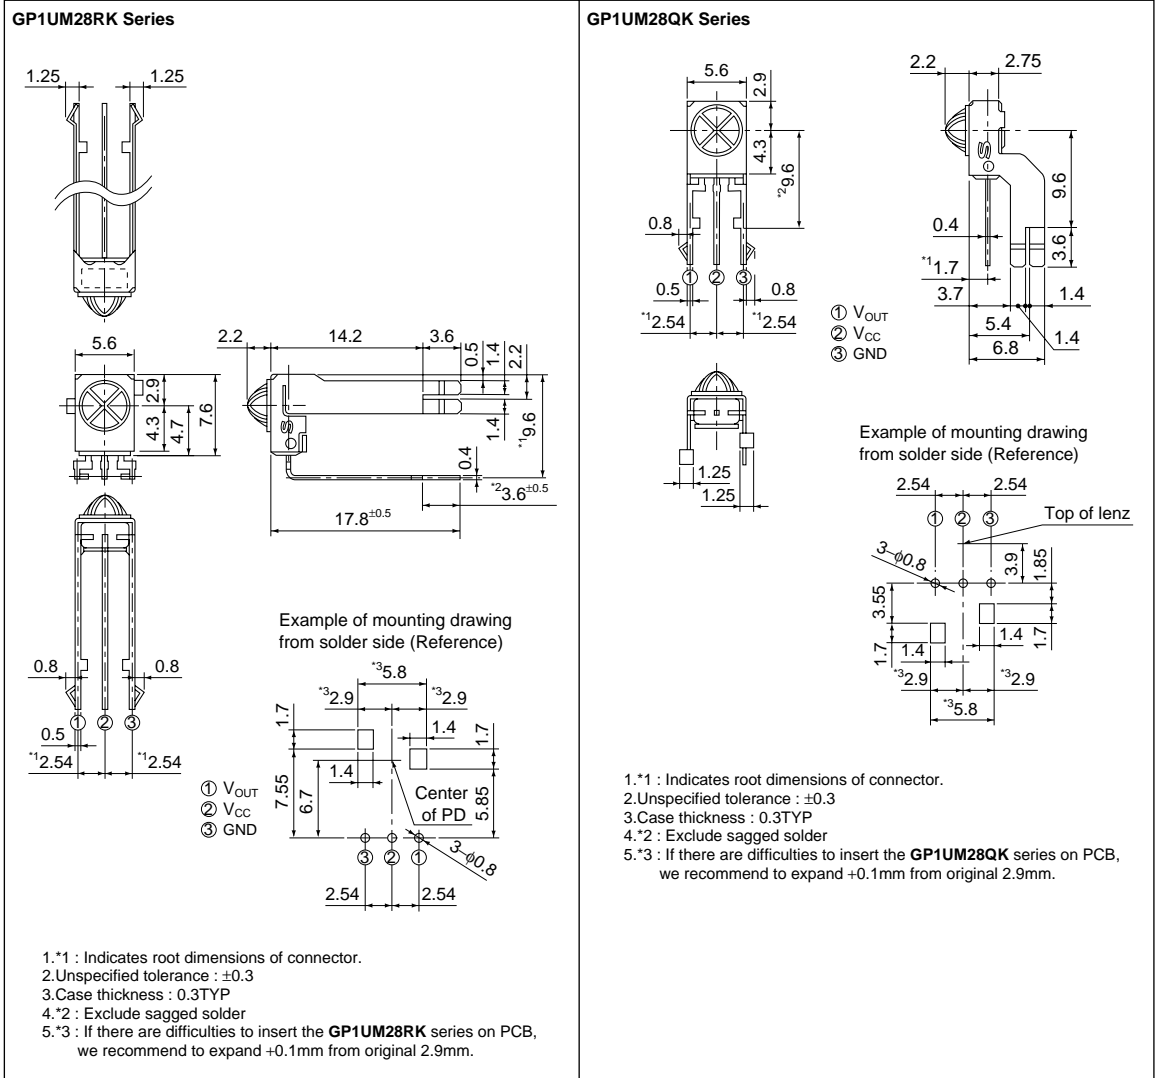 GP1UM28RK Series
1.25
1.25
5.6
2.9
4.3
4.7
7.6
2.2
14.2
3.6
0.5
1.4
2.2
1.4
*19.6
0.4
*23.6±0.5
17.8±0.5
0.8
0.8
① ② ③
0.5
*12.54
*12.54
① VOUT
② VCC
③ GND
Example of mounting drawing
from solder side (Reference)
*35.8
*32.9
*32.9
1.7
1.4
1.7
1.4
7.55
6.7
Center
of PD
5.85
③ ② ①
3-ϕ0.8
2.54
2.54
1.*1 : Indicates root dimensions of connector.
2.Unspecified tolerance : ±0.3
3.Case thickness : 0.3TYP
4.*2 : Exclude sagged solder
5.*3 : If there are difficulties to insert the GP1UM28RK series on PCB,
we recommend to expand +0.1mm from original 2.9mm.
GP1UM28QK Series
5.6
2.9
4.3
*29.6
0.8
① ② ③
0.5
0.8
*12.54
*12.54
2.2
2.75
9.6
0.4
3.6
*11.7
3.7
1.4
5.4
1.4
6.8
① VOUT
② VCC
③ GND
1.25
1.25
Example of mounting drawing
from solder side (Reference)
2.54
2.54
① ② ③
Top of lenz
3-ϕ0.8
3.9
1.85
3.55
1.7
1.4
1.4
1.7
*32.9
*32.9
*35.8
1.*1 : Indicates root dimensions of connector.
2.Unspecified tolerance : ±0.3
3.Case thickness : 0.3TYP
4.*2 : Exclude sagged solder
5.*3 : If there are difficulties to insert the GP1UM28QK series on PCB,
we recommend to expand +0.1mm from original 2.9mm.